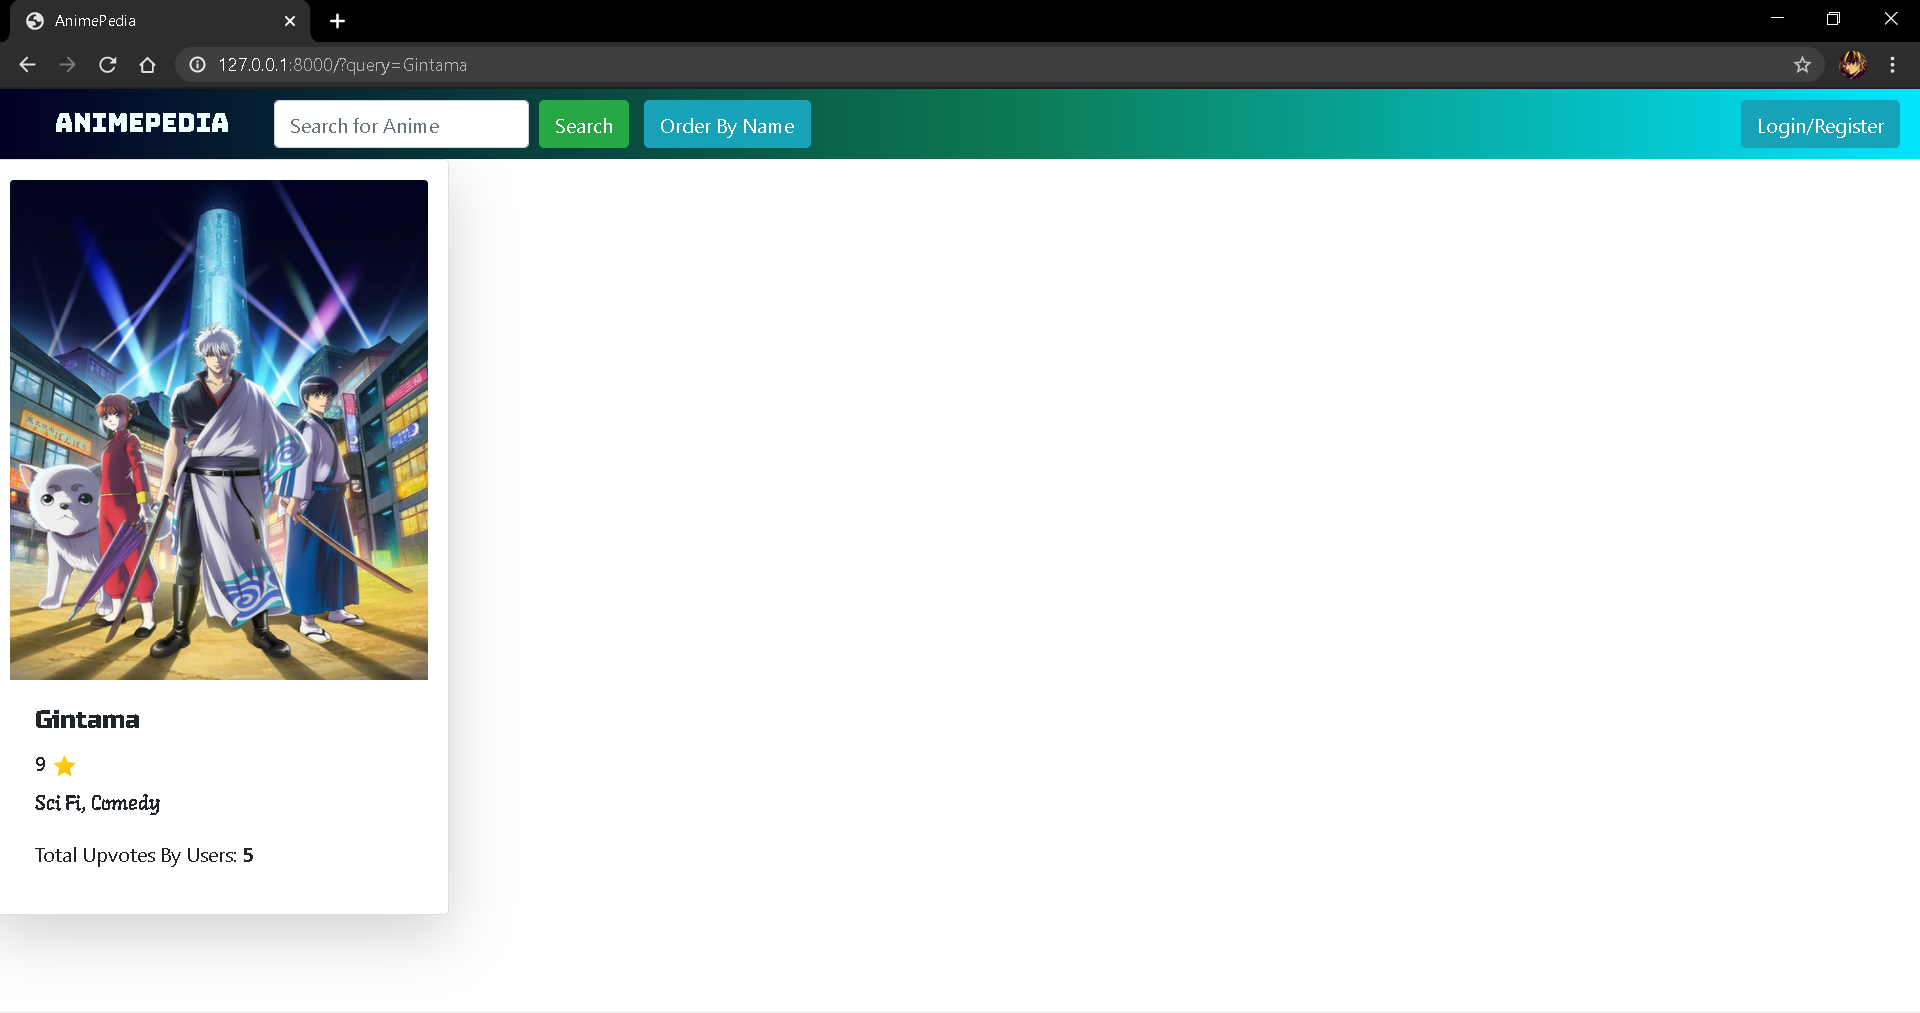 AnimePedia
127.0.0.1:8000/?query=Gintama
ANIMEPEDIA
Search for Anime
Search
Order By Name
Login/Register
Gintama
9
Sci Fi, Comedy
Total Upvotes By Users: 5